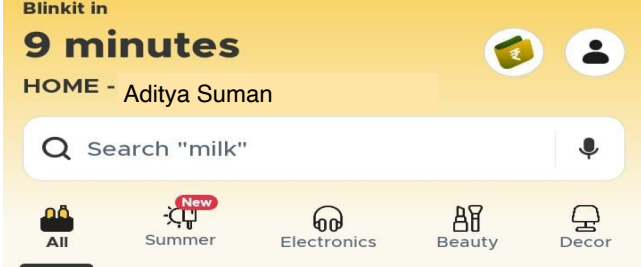 Blinkit in
9 minutes
HOME - Aditya Suman
₹
Search "milk"
New
All Summer Electronics Beauty Decor